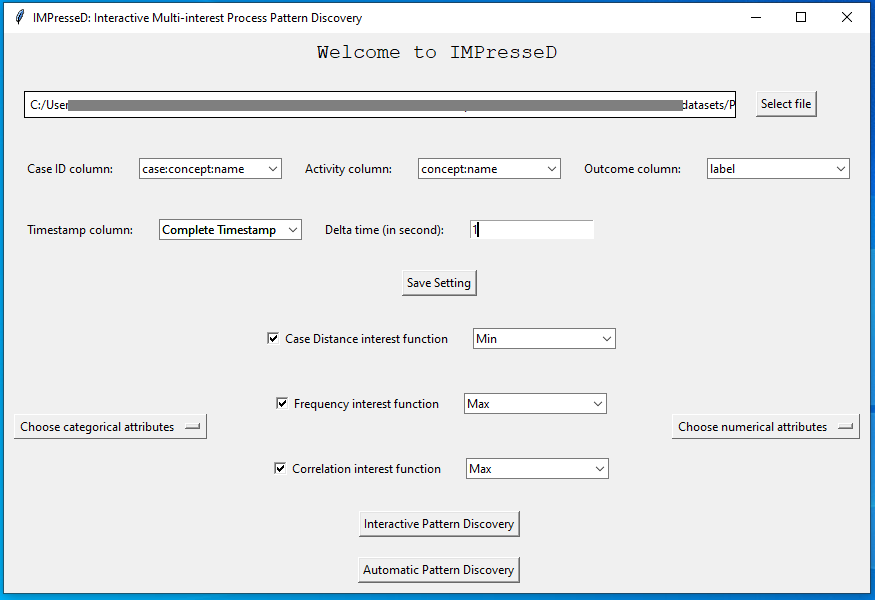 IMPresseD: Interactive Multi-interest Process Pattern Discovery
Welcome to IMPresseD
C:/User datasets/P Select file
Case ID column: case:concept:name Activity column: concept:name Outcome column: label
Timestamp column: Complete Timestamp Delta time (in second): 1
Save Setting
Case Distance interest function Min
Frequency interest function Max
Choose categorical attributes Choose numerical attributes
Correlation interest function Max
Interactive Pattern Discovery
Automatic Pattern Discovery